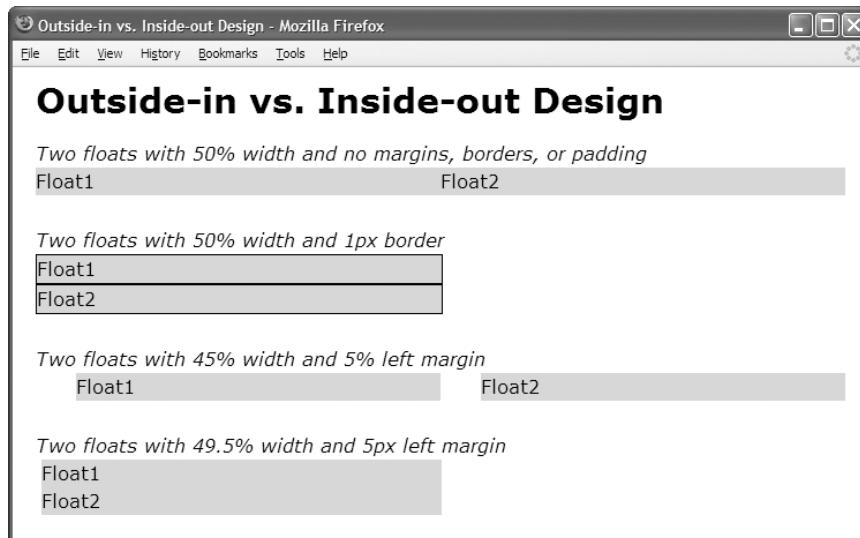 Outside-in vs. Inside-out Design - Mozilla Firefox
File Edit View History Bookmarks Tools Help
Outside-in vs. Inside-out Design
Two floats with 50% width and no margins, borders, or padding
Float1 Float2
Two floats with 50% width and 1px border
Float1
Float2
Two floats with 45% width and 5% left margin
Float1 Float2
Two floats with 49.5% width and 5px left margin
Float1
Float2